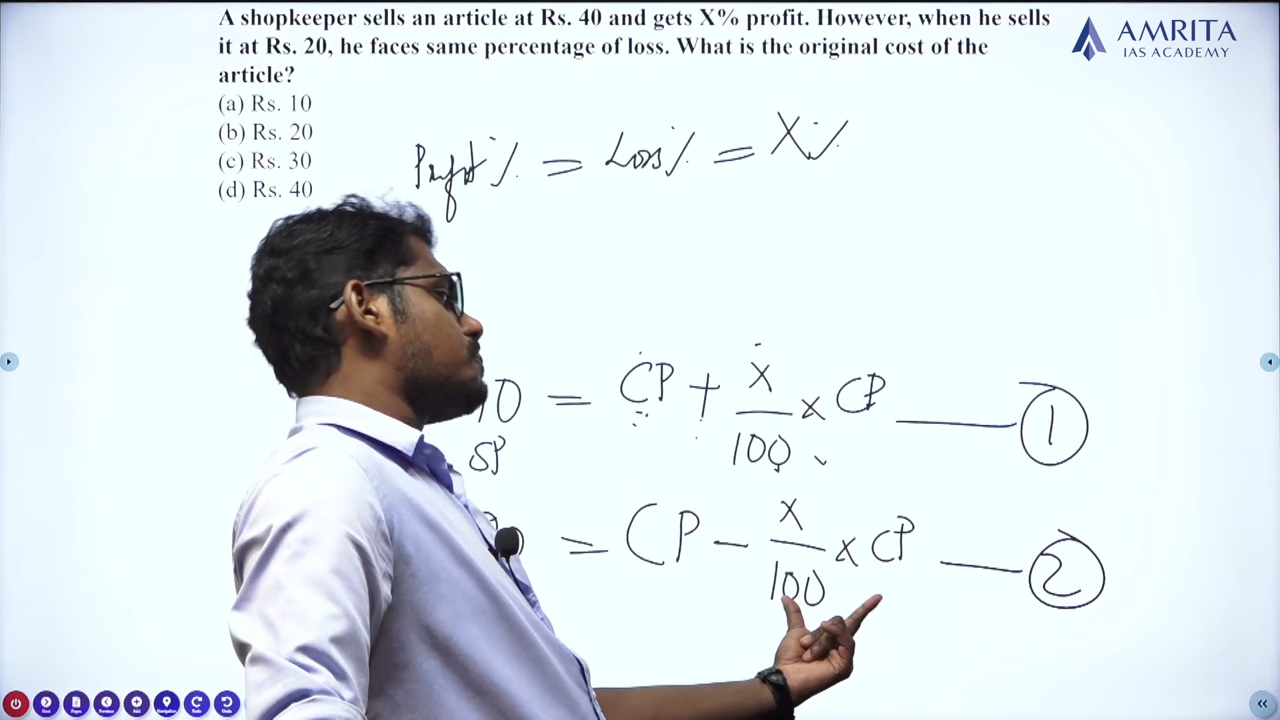 A shopkeeper sells an article at Rs. 40 and gets X% profit. However, when he sells
it at Rs. 20, he faces same percentage of loss. What is the original cost of the
article?
(a) Rs. 10
(b) Rs. 20
(c) Rs. 30
(d) Rs. 40
AMRITA
IAS ACADEMY
Profit % = Loss % = X %
= CP + X/100 × CP — 1
SP
= CP - X/100 × CP — 2